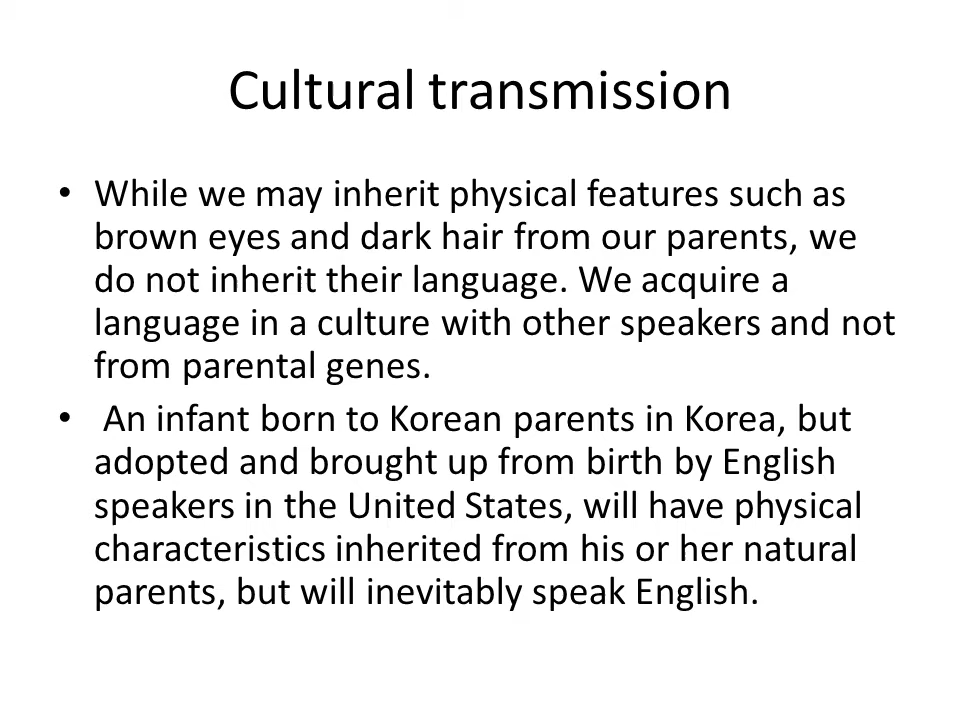 Cultural transmission
• While we may inherit physical features such as
brown eyes and dark hair from our parents, we
do not inherit their language. We acquire a
language in a culture with other speakers and not
from parental genes.
• An infant born to Korean parents in Korea, but
adopted and brought up from birth by English
speakers in the United States, will have physical
characteristics inherited from his or her natural
parents, but will inevitably speak English.